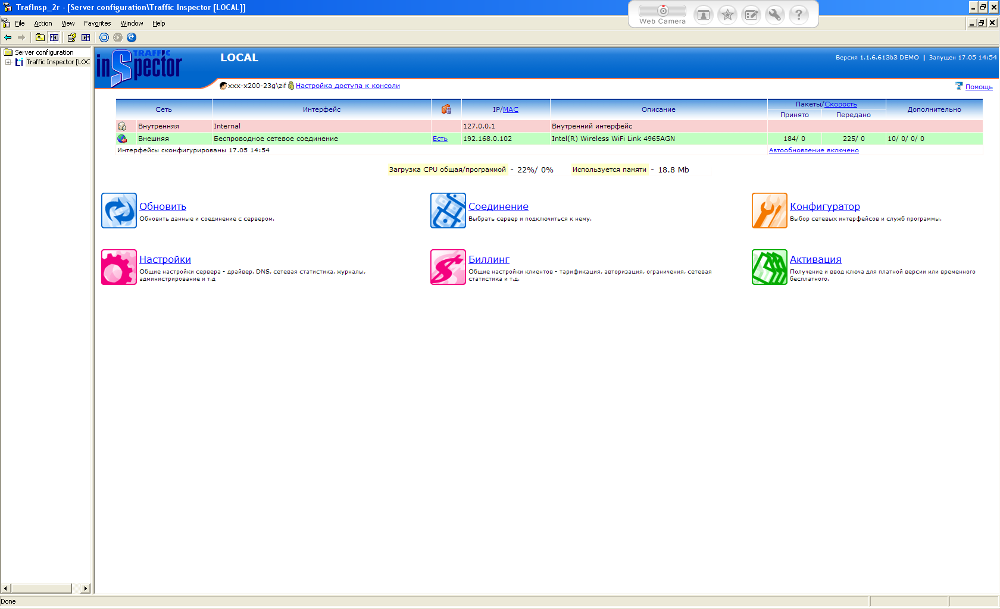 TrafInsp_2r - [Server configuration\Traffic Inspector [LOCAL]]
Web Camera
File Action View Favorites Window Help
Server configuration
Traffic Inspector [LOC
TRAFFIC
inSpector
LOCAL
Версия 1.1.6.613b3 DEMO | Запущен 17.05 14:54
xxx-x200-23g\zif Настройка доступа к консоли
Помощь
Сеть Интерфейс IP/MAC Описание Пакеты/Скорость Дополнительно
Принято Передано
Внутренняя Internal 127.0.0.1 Внутренний интерфейс
Внешняя Беспроводное сетевое соединение Есть 192.168.0.102 Intel(R) Wireless WiFi Link 4965AGN 184/ 0 225/ 0 10/ 0/ 0/ 0
Интерфейсы сконфигурированы 17.05 14:54 Автообновление включено
Загрузка CPU общая/программой - 22%/ 0% Используется памяти - 18.8 Mb
Обновить
Обновить данные и соединение с сервером.
Соединение
Выбрать сервер и подключиться к нему.
Конфигуратор
Выбор сетевых интерфейсов и служб программы.
Настройки
Общие настройки сервера - драйвер, DNS, сетевая статистика, журналы,
администрирование и т.д
Биллинг
Общие настройки клиентов - тарификация, авторизация, ограничения, сетевая
статистика и т.д.
Активация
Получение и ввод ключа для платной версии или временного
бесплатного.
Done